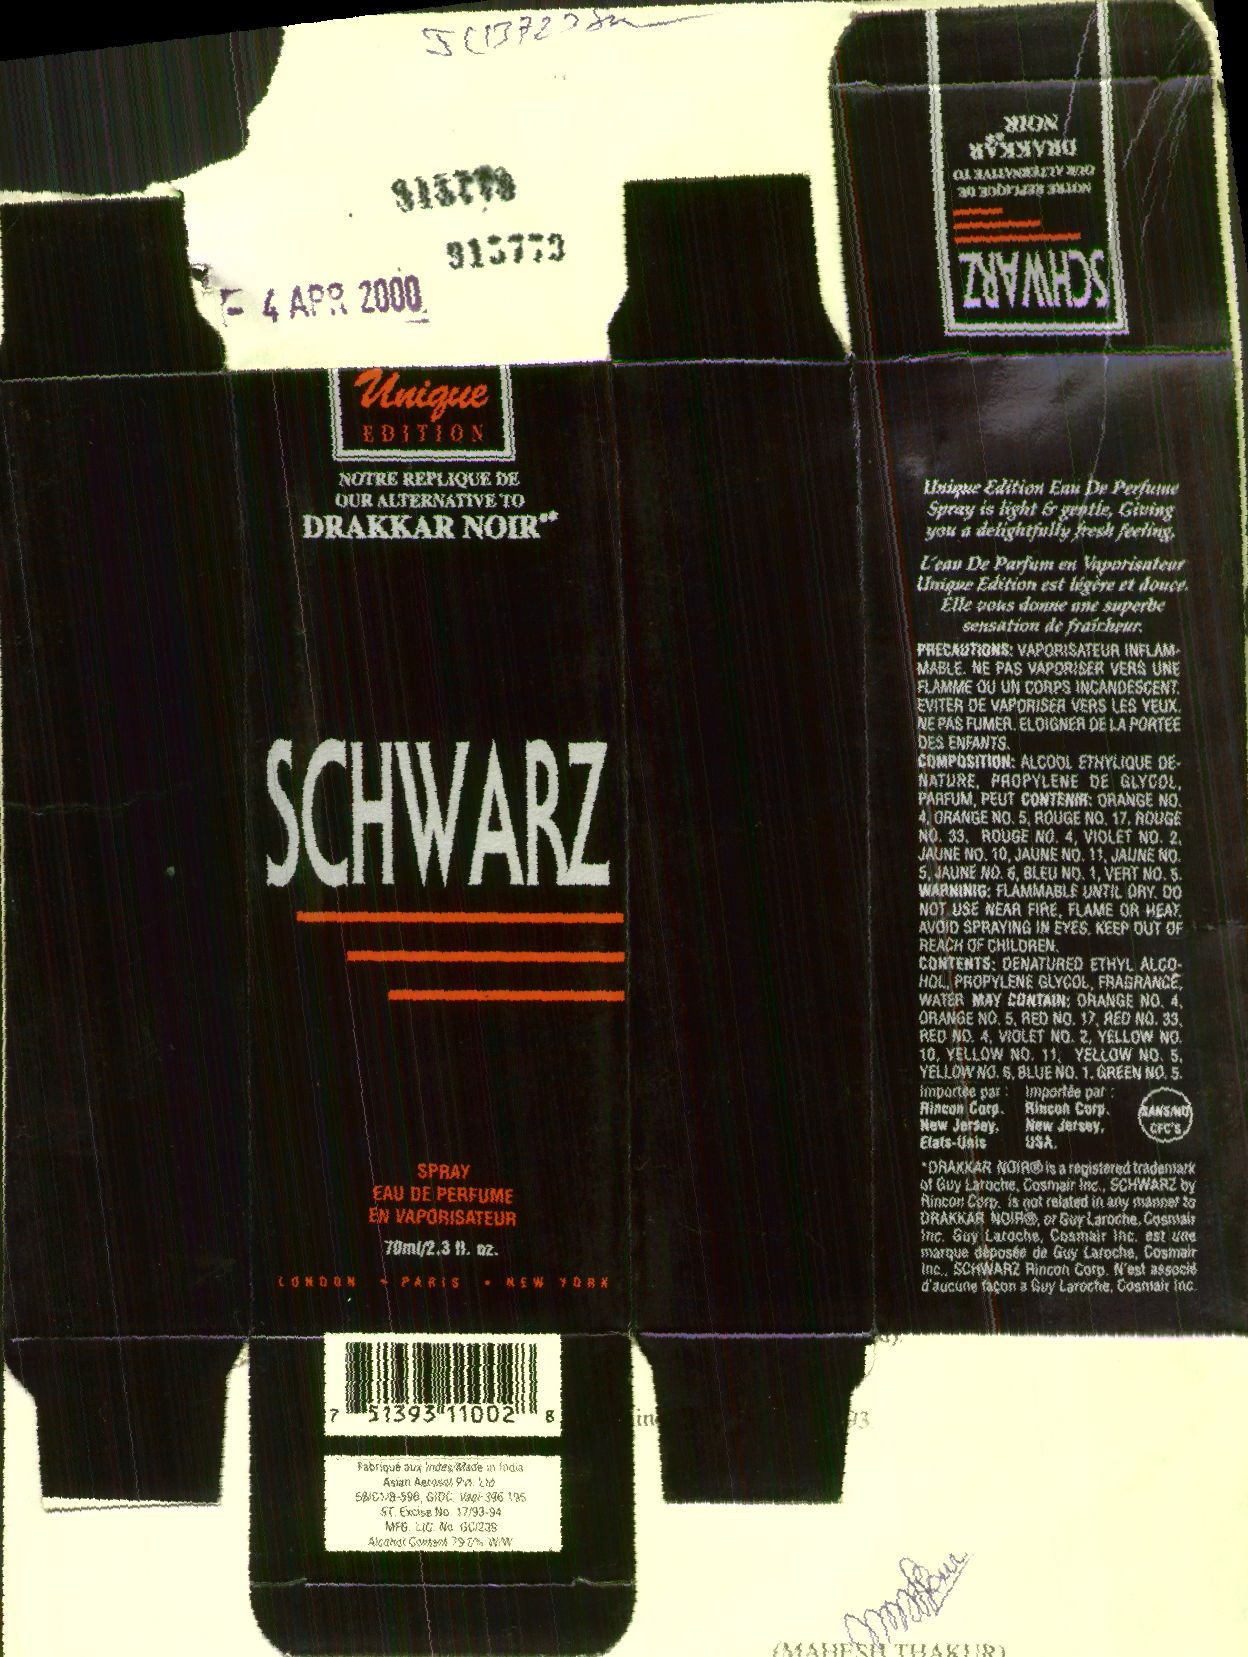 915773
- 4 APR 2000
NOIR
DRAKKAR**
OUR ALTERNATIVE TO
NOTRE REPLIQUE DE
SCHWARZ
Unique
EDITION
NOTRE REPLIQUE DE
OUR ALTERNATIVE TO
DRAKKAR NOIR**
SCHWARZ
SPRAY
EAU DE PERFUME
EN VAPORISATEUR
70ml/2.3 fl. oz.
LONDON • PARIS • NEW YORK
Unique Edition Eau De Perfume
Spray is light & gentle, Giving
you a delightfully fresh feeling.
L'eau De Parfum en Vaporisateur
Unique Edition est légère et douce.
Elle vous donne une superbe
sensation de fraîcheur.
PRECAUTIONS: VAPORISATEUR INFLAM-
MABLE. NE PAS VAPORISER VERS UNE
FLAMME OU UN CORPS INCANDESCENT.
EVITER DE VAPORISER VERS LES YEUX.
NE PAS FUMER. ELOIGNER DE LA PORTEE
DES ENFANTS.
COMPOSITION: ALCOOL ETHYLIQUE DE-
NATURE, PROPYLENE DE GLYCOL,
PARFUM, PEUT CONTENIR: ORANGE NO.
4, ORANGE NO. 5, ROUGE NO. 17, ROUGE
NO. 33, ROUGE NO. 4, VIOLET NO. 2,
JAUNE NO. 10, JAUNE NO. 11, JAUNE NO.
5, JAUNE NO. 6, BLEU NO. 1, VERT NO. 5.
WARNINIG: FLAMMABLE UNTIL DRY. DO
NOT USE NEAR FIRE, FLAME OR HEAT.
AVOID SPRAYING IN EYES. KEEP OUT OF
REACH OF CHILDREN.
CONTENTS: DENATURED ETHYL ALCO-
HOL, PROPYLENE GLYCOL, FRAGRANCE,
WATER MAY CONTAIN: ORANGE NO. 4,
ORANGE NO. 5, RED NO. 17, RED NO. 33,
RED NO. 4, VIOLET NO. 2, YELLOW NO.
10, YELLOW NO. 11, YELLOW NO. 5,
YELLOW NO. 6, BLUE NO. 1, GREEN NO. 5.
Importée par : Importée par :
Rincon Corp. Rincon Corp.
New Jersey, New Jersey,
Etats-Unis USA.
SANS/NO
CFC'S
*DRAKKAR NOIR® is a registered trademark
of Guy Laroche, Cosmair Inc., SCHWARZ by
Rincon Corp. is not related in any manner to
DRAKKAR NOIR®, or Guy Laroche, Cosmair
Inc. Guy Laroche, Cosmair Inc. est une
marque déposée de Guy Laroche, Cosmair
Inc., SCHWARZ Rincon Corp. N'est associé
d'aucune façon a Guy Laroche, Cosmair Inc.
7 51393 11002 8
Fabriqué aux Indes/Made in India
Asian Aerosol Pvt. Ltd
GIDC, Vapi-396 195
ST. Excise No. 17/93-94
MFG. LIC. No. GC/
Alcohol Content W/W
93
(MAHESH THAKUR)